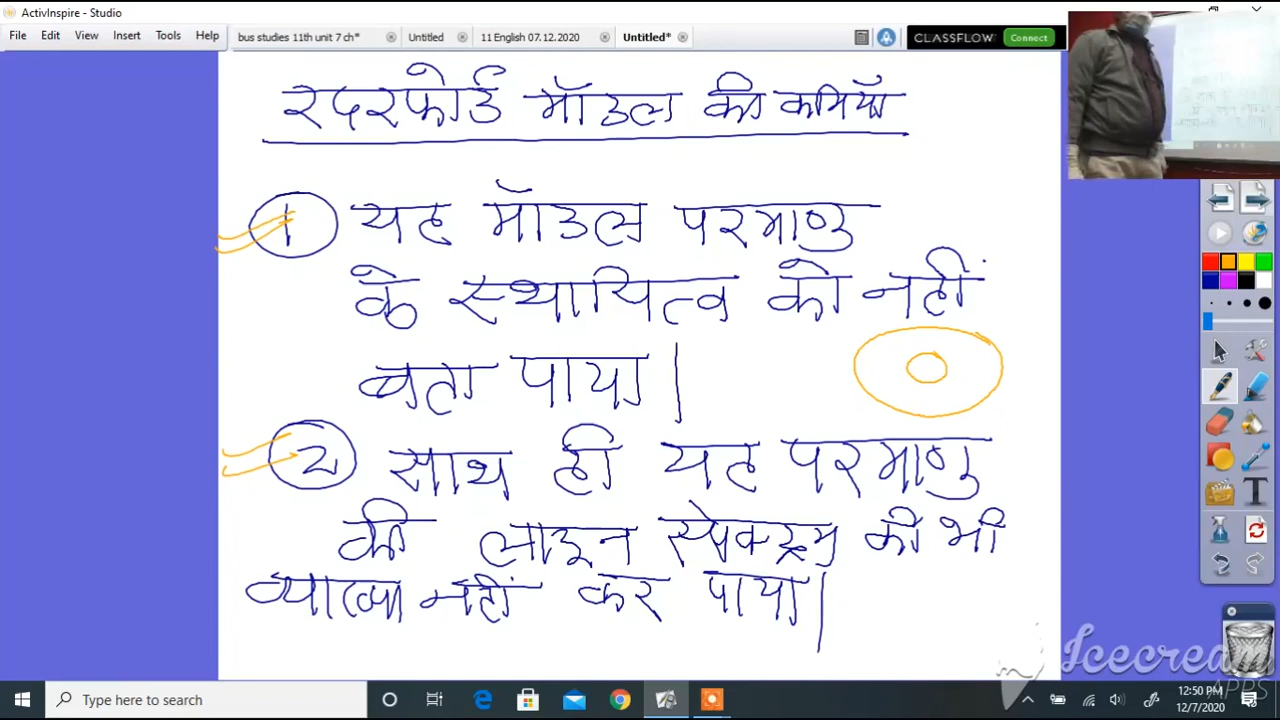 ActivInspire - Studio
File Edit View Insert Tools Help
bus studies 11th unit 7 ch* Untitled 11 English 07.12.2020 Untitled* CLASSFLOW Connect
रदरफोर्ड मॉडल की कमियाँ
1 यह मॉडल परमाणु
के स्थायित्व को नहीं
बता पाया।
2 साथ ही यह परमाणु
की लाइन स्पेक्ट्रम की भी
व्याख्या नहीं कर पाया।
Icecream
APPS
Type here to search
12:50 PM
12/7/2020